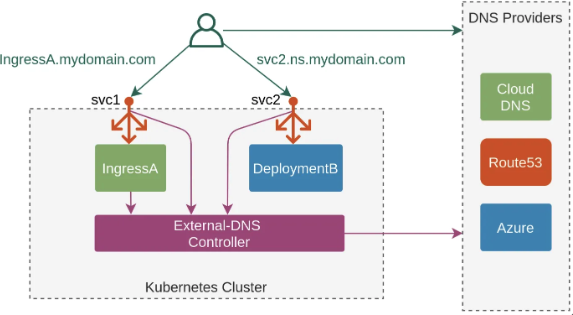 DNS Providers
IngressA.mydomain.com
svc2.ns.mydomain.com
svc1
svc2
Cloud
DNS
IngressA
DeploymentB
Route53
External-DNS
Controller
Azure
Kubernetes Cluster